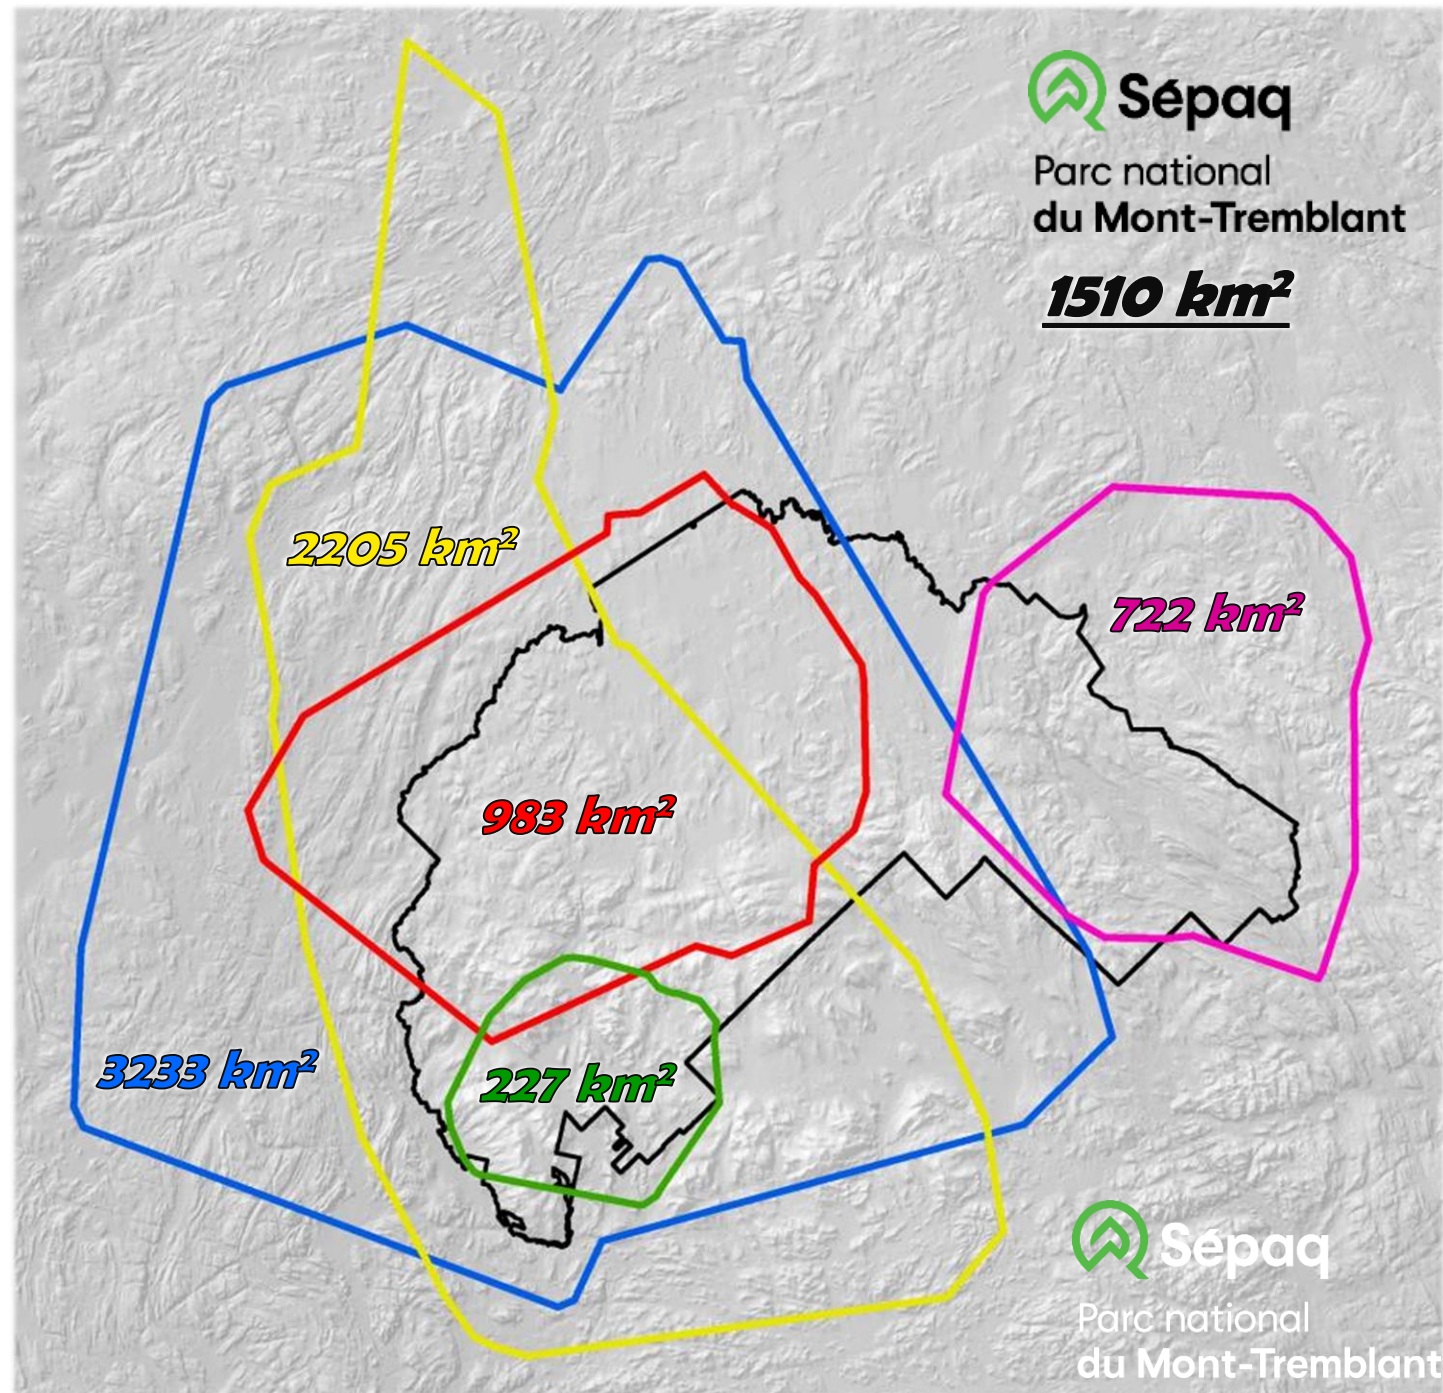 Sépaq
Parc national
du Mont-Tremblant
1510 km²
2205 km²
722 km²
983 km²
3233 km²
227 km²
Sépaq
Parc national
du Mont-Tremblant